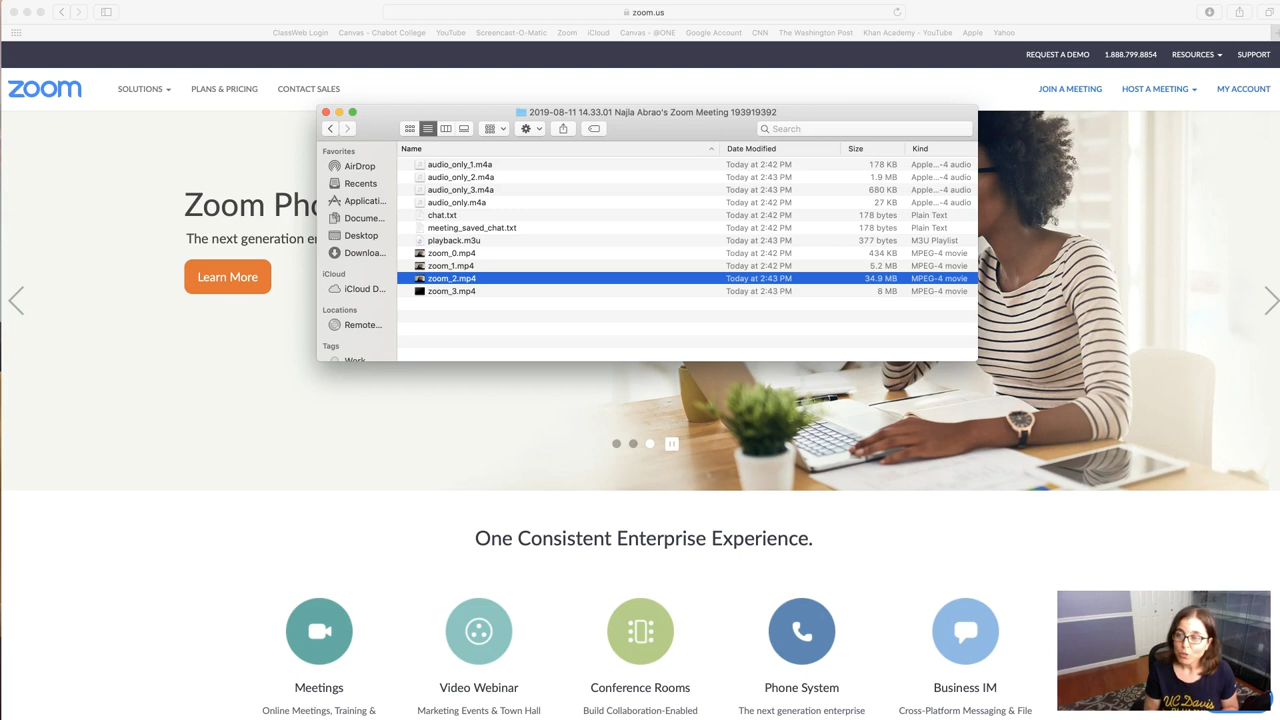 zoom.us
ClassWeb Login Canvas - Chabot College YouTube Screencast-O-Matic Zoom iCloud Canvas - @ONE Google Account CNN The Washington Post Khan Academy - YouTube Apple Yahoo
REQUEST A DEMO 1.888.799.8854 RESOURCES SUPPORT
zoom SOLUTIONS PLANS & PRICING CONTACT SALES JOIN A MEETING HOST A MEETING MY ACCOUNT
2019-08-11 14.33.01 Najla Abrao's Zoom Meeting 193919392
Search
Favorites
AirDrop
Recents
Applicati...
Docume...
Desktop
Downloa...
iCloud
iCloud D...
Locations
Remote...
Tags
Work
Name Date Modified Size Kind
audio_only_1.m4a Today at 2:42 PM 178 KB Apple...-4 audio
audio_only_2.m4a Today at 2:43 PM 1.9 MB Apple...-4 audio
audio_only_3.m4a Today at 2:43 PM 680 KB Apple...-4 audio
audio_only.m4a Today at 2:42 PM 27 KB Apple...-4 audio
chat.txt Today at 2:42 PM 178 bytes Plain Text
meeting_saved_chat.txt Today at 2:42 PM 178 bytes Plain Text
playback.m3u Today at 2:43 PM 377 bytes M3U Playlist
zoom_0.mp4 Today at 2:42 PM 434 KB MPEG-4 movie
zoom_1.mp4 Today at 2:42 PM 5.2 MB MPEG-4 movie
zoom_2.mp4 Today at 2:43 PM 34.9 MB MPEG-4 movie
zoom_3.mp4 Today at 2:43 PM 8 MB MPEG-4 movie
Zoom Pho
The next generation en
Learn More
One Consistent Enterprise Experience.
Meetings Video Webinar Conference Rooms Phone System Business IM
Online Meetings, Training & Marketing Events & Town Hall Build Collaboration-Enabled The next generation enterprise Cross-Platform Messaging & File
UC Davis